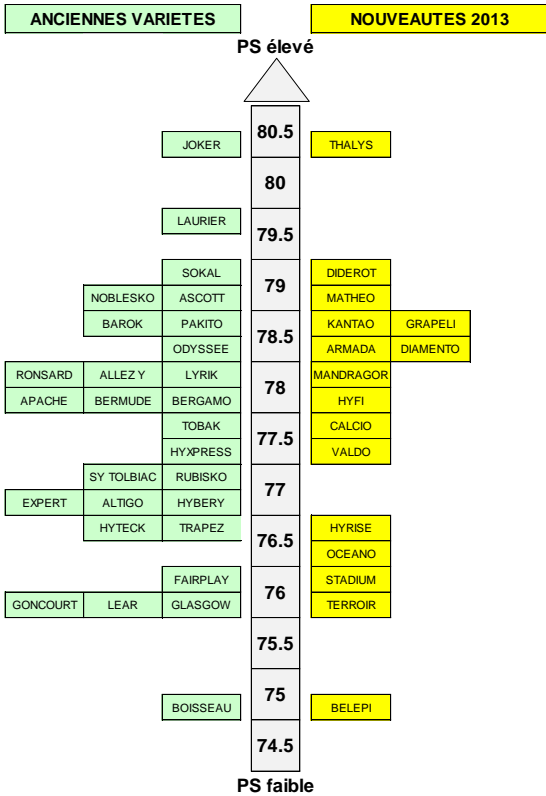 ANCIENNES VARIETES NOUVEAUTES 2013
PS élevé
80.5
JOKER THALYS
80
LAURIER
79.5
SOKAL DIDEROT
79
NOBLESKO ASCOTT MATHEO
BAROK PAKITO KANTAO GRAPELI
78.5
ODYSSEE ARMADA DIAMENTO
RONSARD ALLEZ Y LYRIK MANDRAGOR
78
APACHE BERMUDE BERGAMO HYFI
TOBAK CALCIO
77.5
HYXPRESS VALDO
SY TOLBIAC RUBISKO
77
EXPERT ALTIGO HYBERY
HYTECK TRAPEZ HYRISE
76.5
OCEANO
FAIRPLAY STADIUM
76
GONCOURT LEAR GLASGOW TERROIR
75.5
75
BOISSEAU BELEPI
74.5
PS faible